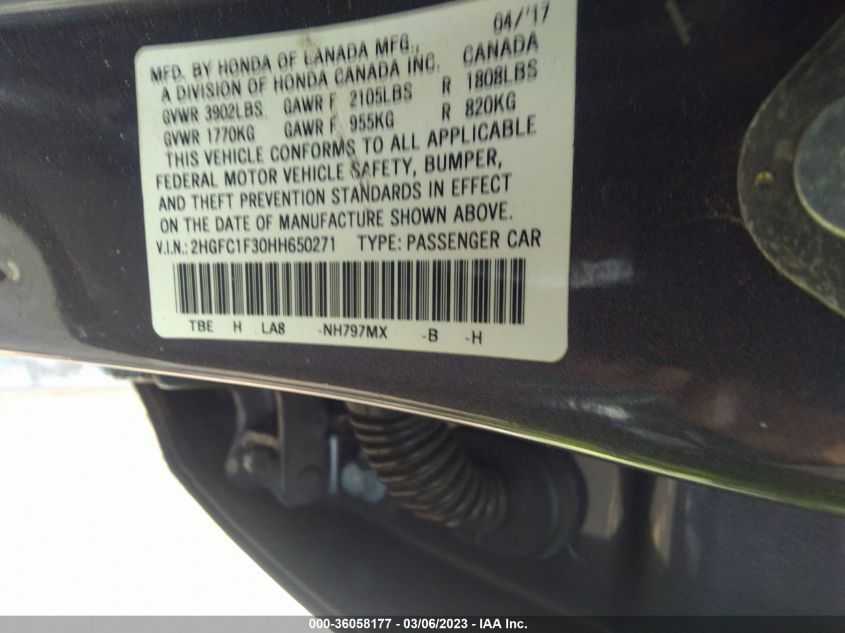 04/'17
MFD. BY HONDA OF CANADA MFG., CANADA
A DIVISION OF HONDA CANADA INC.
GVWR 3902LBS GAWR F 2105LBS R 1808LBS
GVWR 1770KG GAWR F 955KG R 820KG
THIS VEHICLE CONFORMS TO ALL APPLICABLE
FEDERAL MOTOR VEHICLE SAFETY, BUMPER,
AND THEFT PREVENTION STANDARDS IN EFFECT
ON THE DATE OF MANUFACTURE SHOWN ABOVE.
V.I.N.: 2HGFC1F30HH650271 TYPE: PASSENGER CAR
TBE H LA8 -NH797MX -B -H
000-36058177 - 03/06/2023 - IAA Inc.